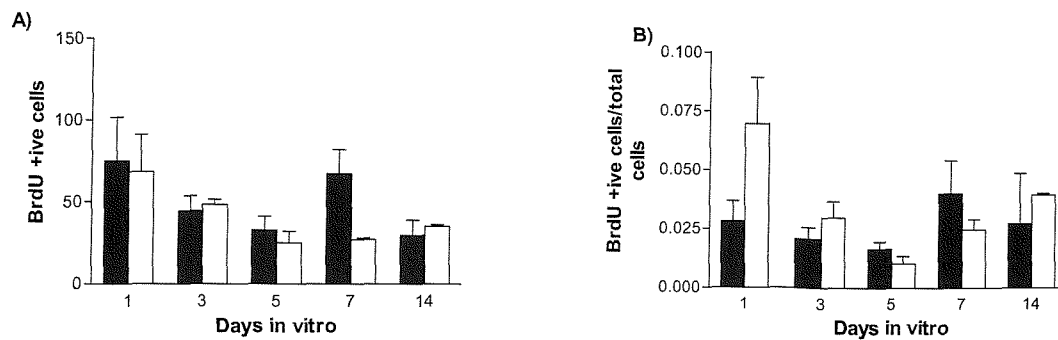 A)
150
100
50
0
BrdU +ive cells
1 3 5 7 14
Days in vitro
B)
0.100
0.075
0.050
0.025
0.000
BrdU +ive cells/total
cells
1 3 5 7 14
Days in vitro